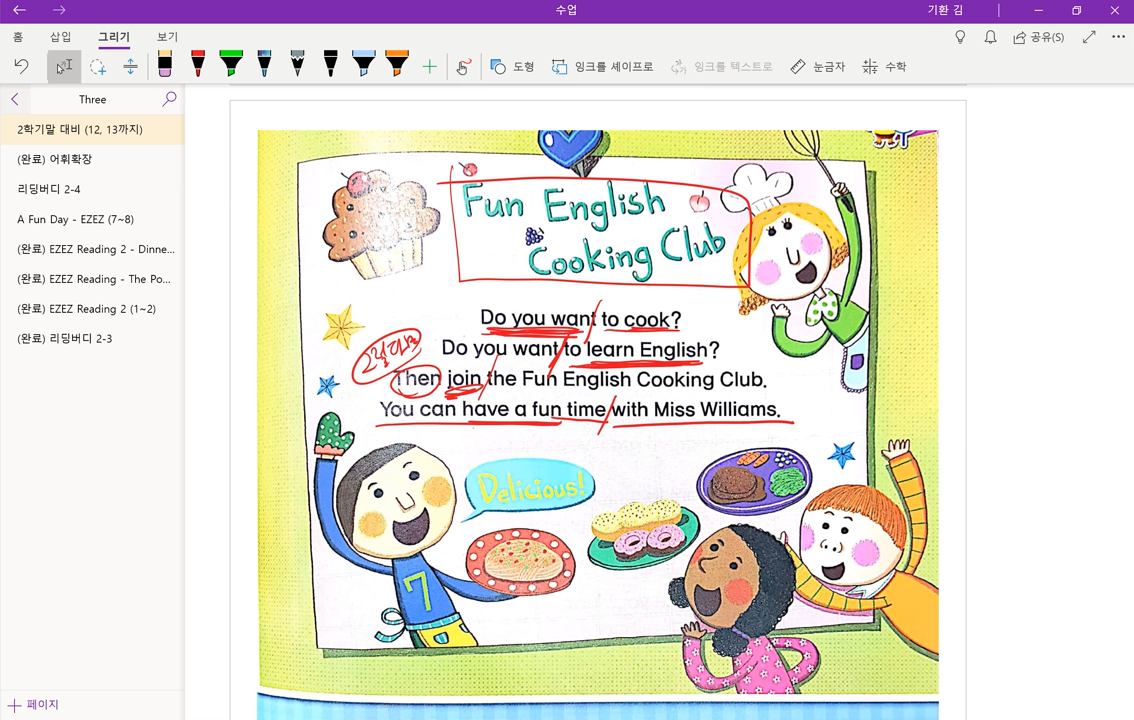 수업
기환 김
홈 삽입 그리기 보기
공유(S)
도형 잉크를 셰이프로 잉크를 텍스트로 눈금자 수학
Three
2학기말 대비 (12, 13까지)
(완료) 어휘확장
리딩버디 2-4
A Fun Day - EZEZ (7~8)
(완료) EZEZ Reading 2 - Dinne...
(완료) EZEZ Reading - The Po...
(완료) EZEZ Reading 2 (1~2)
(완료) 리딩버디 2-3
페이지
Fun English
Cooking Club
Do you want to cook?
Do you want to learn English?
Then join the Fun English Cooking Club.
You can have a fun time with Miss Williams.
Delicious!
7